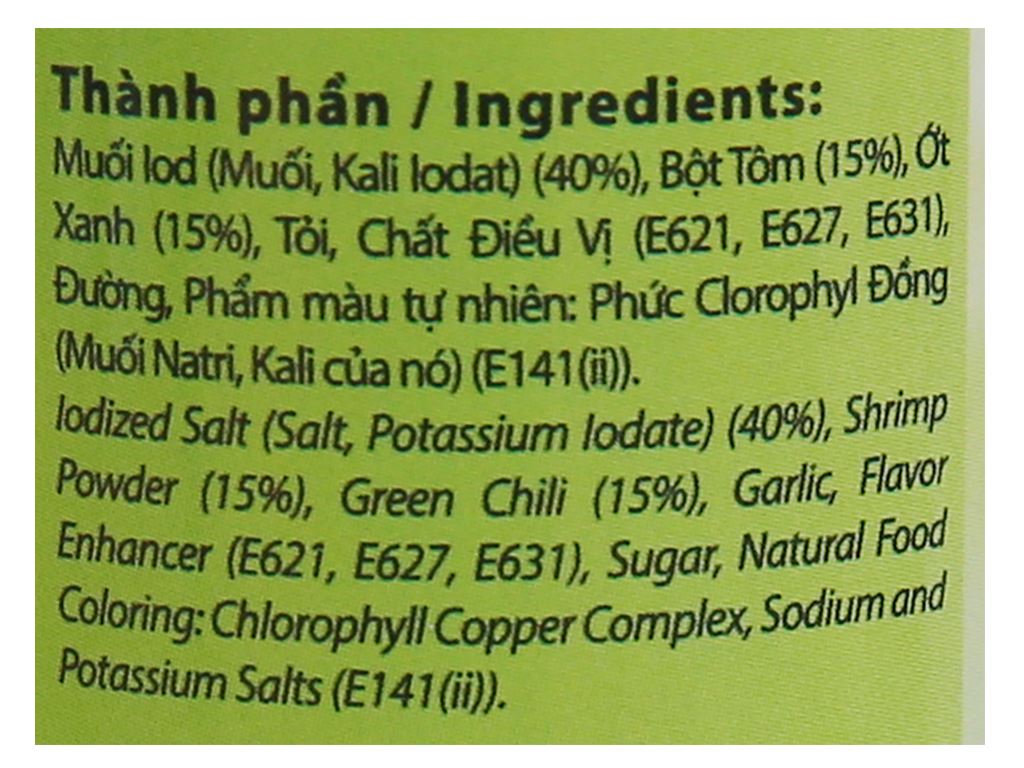 Thành phần / Ingredients:
Muối Iod (Muối, Kali Iodat) (40%), Bột Tôm (15%), Ớt
Xanh (15%), Tỏi, Chất Điều Vị (E621, E627, E631),
Đường, Phẩm màu tự nhiên: Phức Clorophyl Đồng
(Muối Natri, Kali của nó) (E141(ii)).
Iodized Salt (Salt, Potassium Iodate) (40%), Shrimp
Powder (15%), Green Chili (15%), Garlic, Flavor
Enhancer (E621, E627, E631), Sugar, Natural Food
Coloring: Chlorophyll Copper Complex, Sodium and
Potassium Salts (E141(ii)).